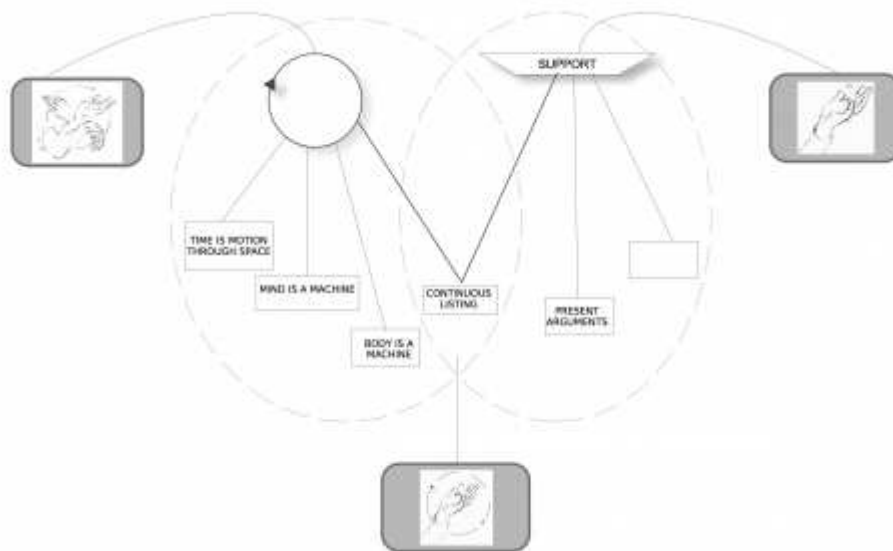 SUPPORT
TIME IS MOTION
THROUGH SPACE
MIND IS A MACHINE
CONTINUOUS
LISTING
PRESENT
ARGUMENTS
BODY IS A
MACHINE